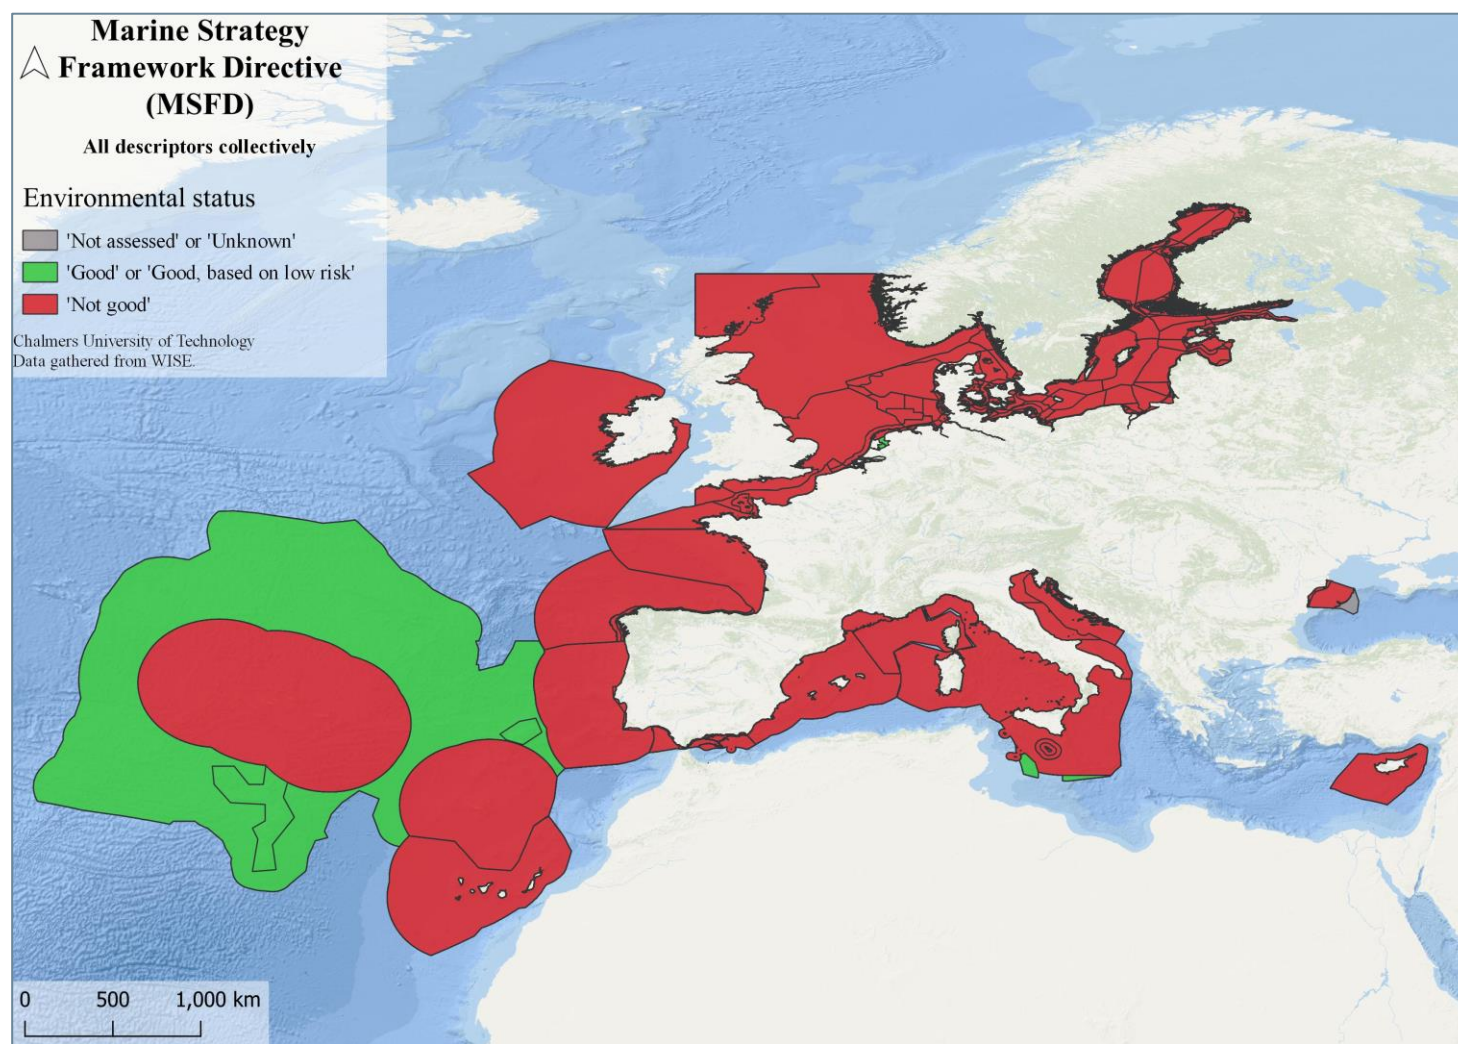 Marine Strategy
Framework Directive
(MSFD)
All descriptors collectively
Environmental status
'Not assessed' or 'Unknown'
'Good' or 'Good, based on low risk'
'Not good'
Chalmers University of Technology
Data gathered from WISE.
0 500 1,000 km